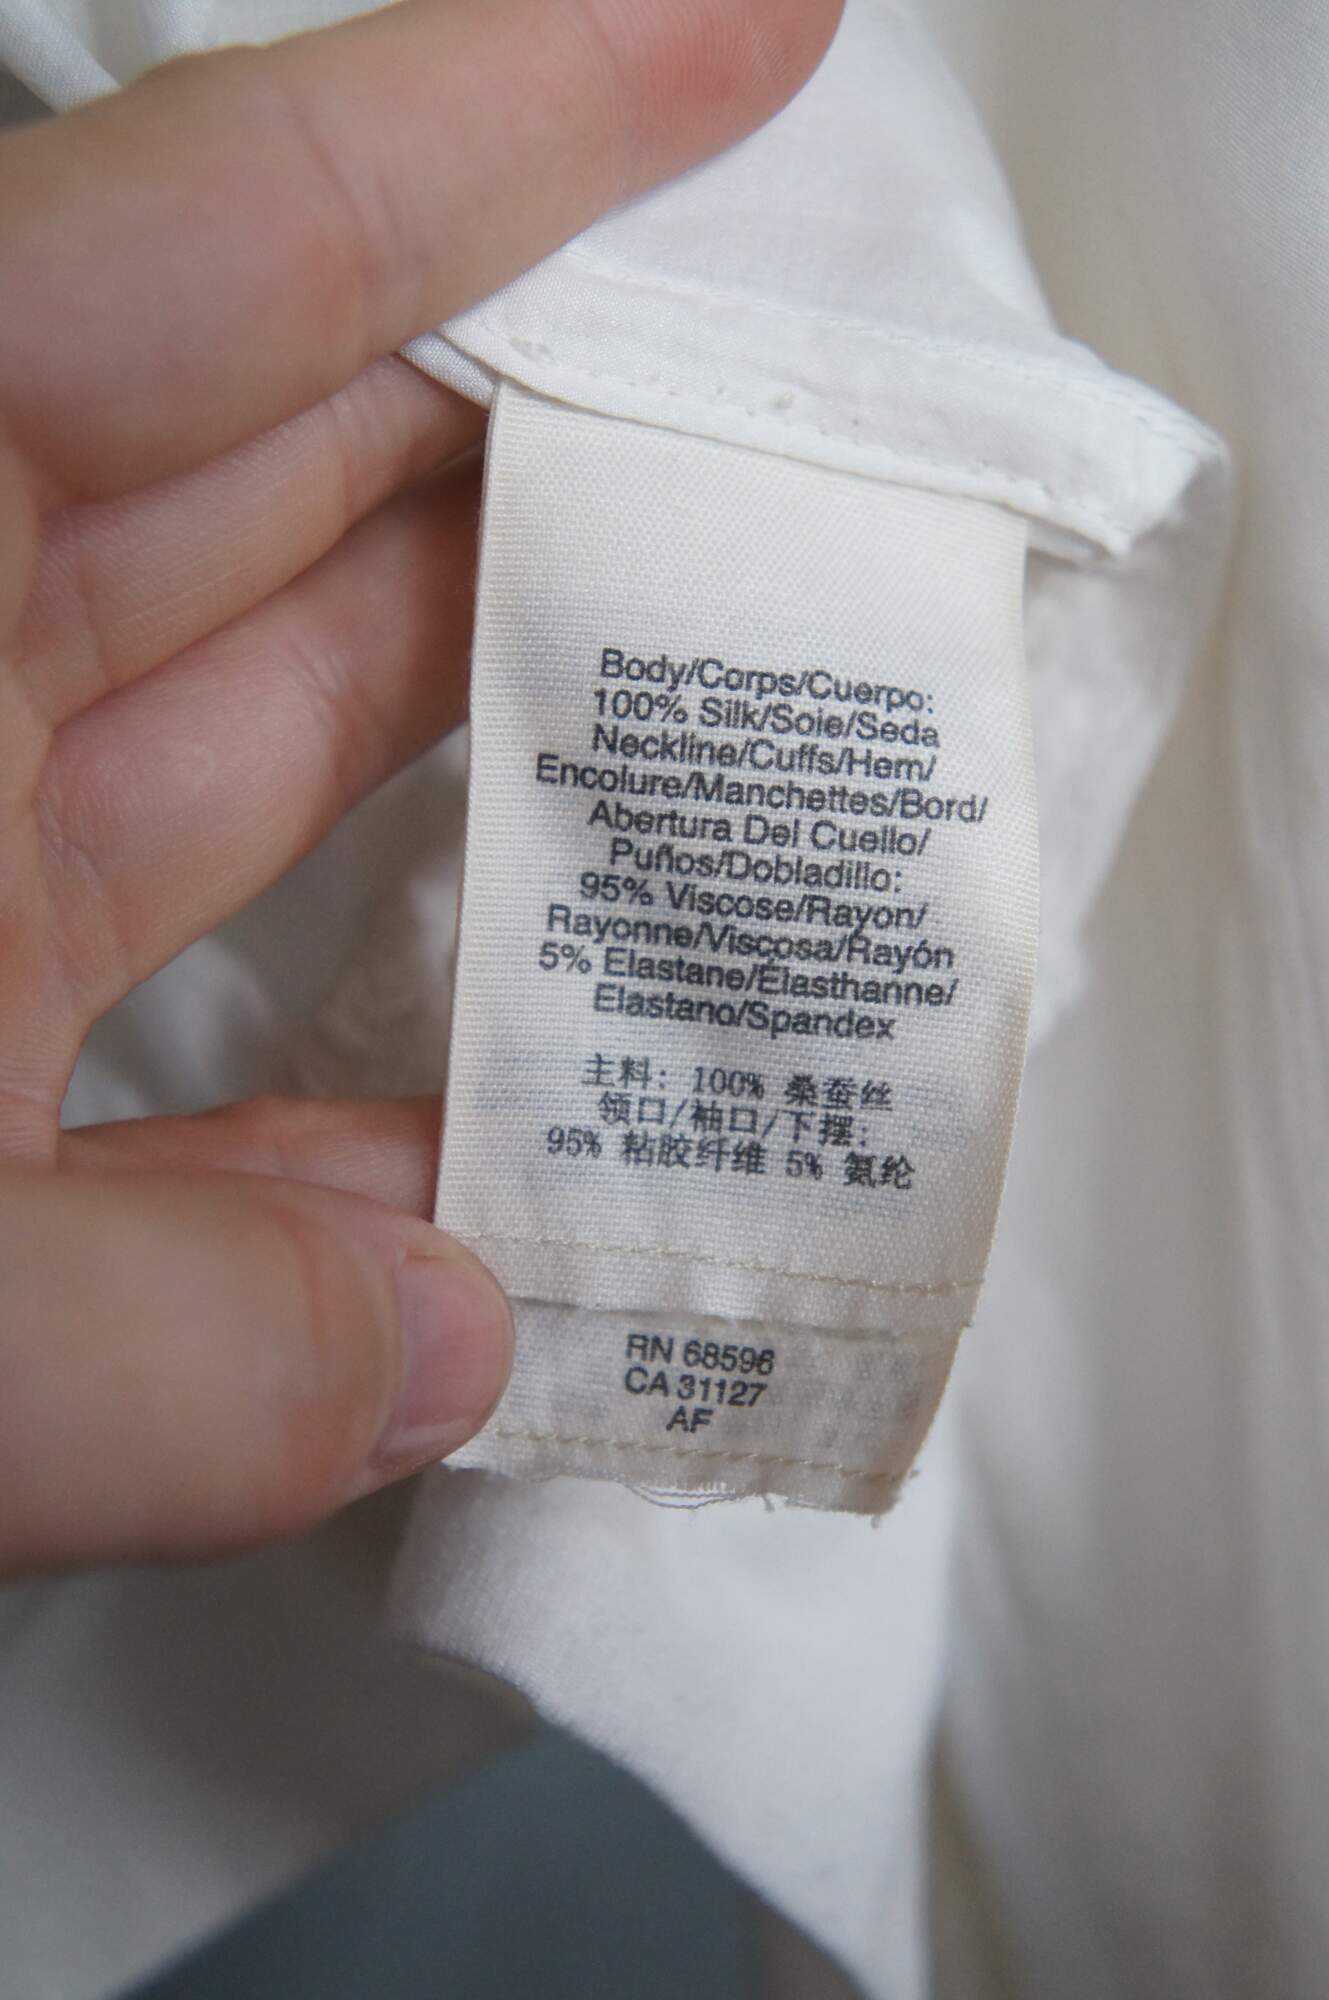 Body/Corps/Cuerpo:
100% Silk/Soie/Seda
Neckline/Cuffs/Hem/
Encolure/Manchettes/Bord/
Abertura Del Cuello/
Puños/Dobladillo:
95% Viscose/Rayon/
Rayonne/Viscosa/Rayón
5% Elastane/Élasthanne/
Elastano/Spandex
主料: 100% 桑蚕丝
领口/袖口/下摆:
95% 粘胶纤维 5% 氨纶
RN 68596
CA 31127
AF